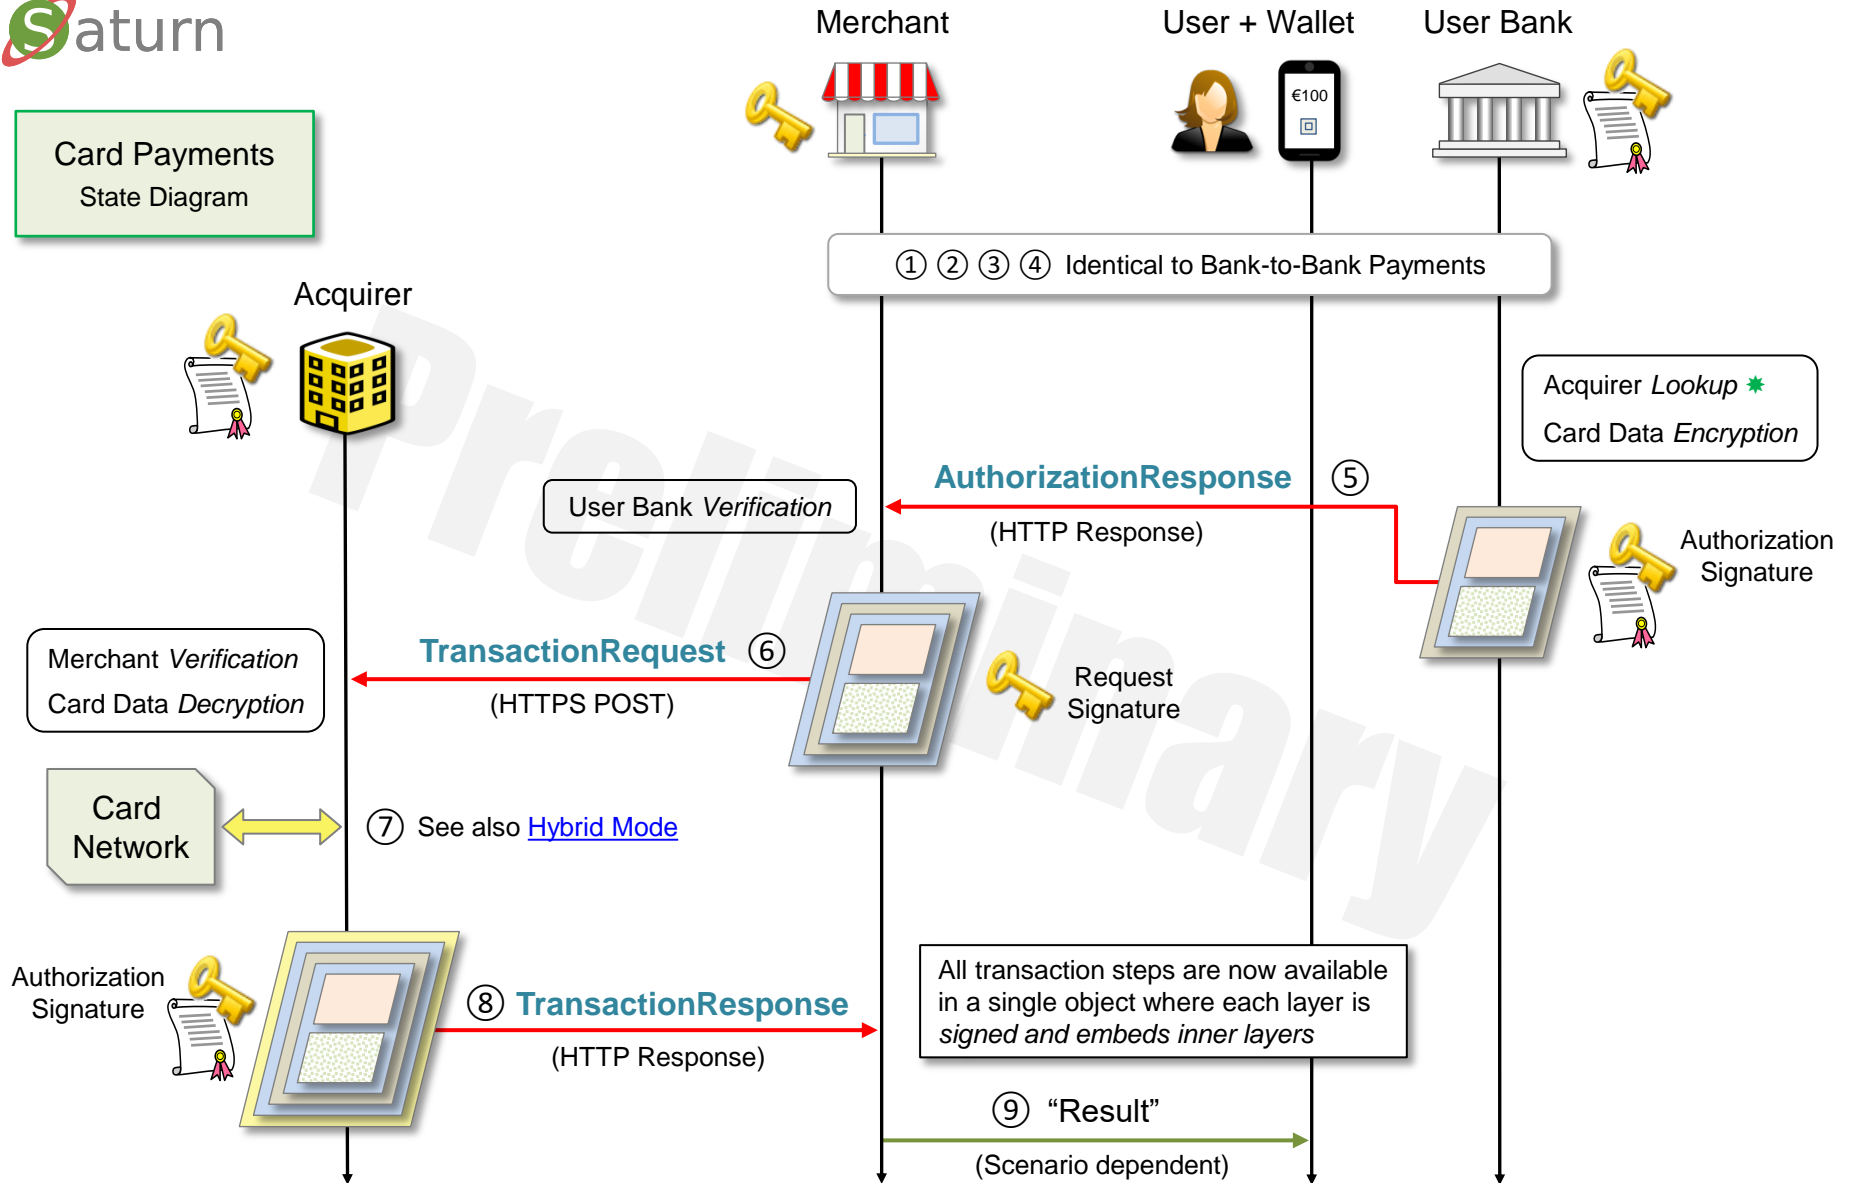 Saturn
Merchant
User + Wallet
User Bank
€100
Card Payments
State Diagram
① ② ③ ④ Identical to Bank-to-Bank Payments
Acquirer
Acquirer Lookup ✸
Card Data Encryption
AuthorizationResponse ⑤
(HTTP Response)
User Bank Verification
Authorization
Signature
TransactionRequest ⑥
(HTTPS POST)
Merchant Verification
Card Data Decryption
Request
Signature
Card
Network
⑦ See also Hybrid Mode
Authorization
Signature
⑧ TransactionResponse
(HTTP Response)
All transaction steps are now available
in a single object where each layer is
signed and embeds inner layers
⑨ “Result”
(Scenario dependent)
Preliminary